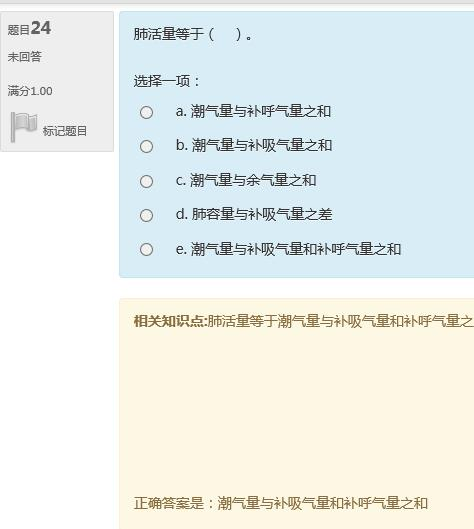 题目24
未回答
满分1.00
标记题目
肺活量等于（ ）。
选择一项：
a. 潮气量与补呼气量之和
b. 潮气量与补吸气量之和
c. 潮气量与余气量之和
d. 肺容量与补吸气量之差
e. 潮气量与补吸气量和补呼气量之和
相关知识点:肺活量等于潮气量与补吸气量和补呼气量之
正确答案是：潮气量与补吸气量和补呼气量之和